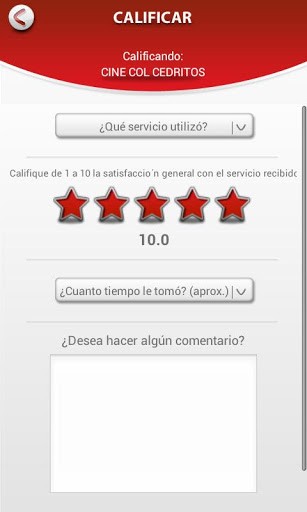 CALIFICAR
Calificando:
CINE COL CEDRITOS
¿Qué servicio utilizó?
Califique de 1 a 10 la satisfaccio´n general con el servicio recibido
10.0
¿Cuanto tiempo le tomó? (aprox.)
¿Desea hacer algún comentario?